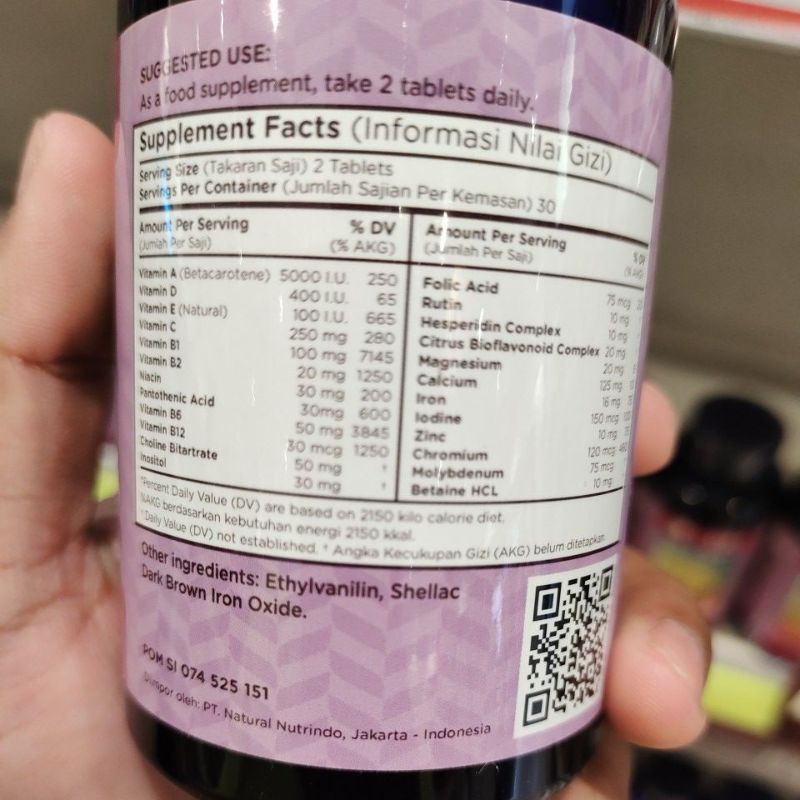 SUGGESTED USE:
As a food supplement, take 2 tablets daily.
Supplement Facts (Informasi Nilai Gizi)
Serving Size (Takaran Saji) 2 Tablets
Servings Per Container (Jumlah Sajian Per Kemasan) 30
Amount Per Serving % DV
(Jumlah Per Saji) (% AKG)
Vitamin A (Betacarotene) 5000 I.U. 250
Vitamin D 400 I.U. 65
Vitamin E (Natural) 100 I.U. 665
Vitamin C 250 mg 280
Vitamin B1 100 mg 7145
Vitamin B2 20 mg 1250
Niacin 30 mg 200
Pantothenic Acid 30mg 600
Vitamin B6 50 mg 3845
Vitamin B12 30 mcg 1250
Choline Bitartrate 50 mg †
Inositol 30 mg †
Amount Per Serving % DV
(Jumlah Per Saji) (% AKG)
Folic Acid 75 mcg
Rutin 10 mg
Hesperidin Complex 10 mg
Citrus Bioflavonoid Complex 20 mg
Magnesium 20 mg
Calcium 125 mg
Iron 16 mg
Iodine 150 mcg
Zinc 10 mg
Chromium 120 mcg
Molybdenum 75 mcg
Betaine HCL 10 mg
*Percent Daily Value (DV) are based on 2150 kilo calorie diet.
%AKG berdasarkan kebutuhan energi 2150 kkal.
† Daily Value (DV) not established. † Angka Kecukupan Gizi (AKG) belum ditetapkan.
Other ingredients: Ethylvanilin, Shellac
Dark Brown Iron Oxide.
POM SI 074 525 151
Diimpor oleh: PT. Natural Nutrindo, Jakarta - Indonesia